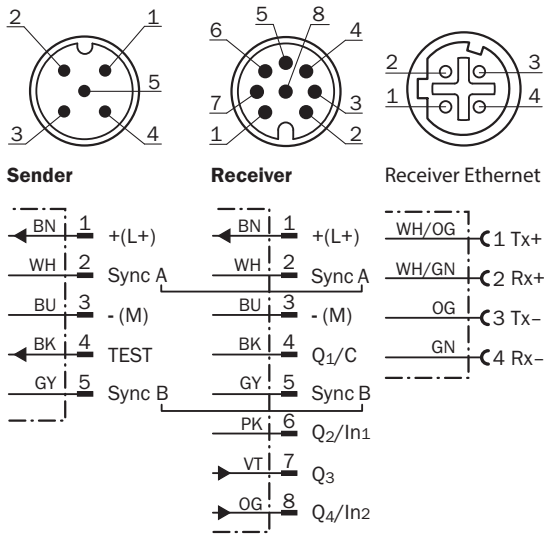 2 1
5
3 4
5 8
6 4
7 3
1 2
2 3
1 4
Sender
BN 1 +(L+)
WH 2 Sync A
BU 3 - (M)
BK 4 TEST
GY 5 Sync B
Receiver
BN 1 +(L+)
WH 2 Sync A
BU 3 - (M)
BK 4 Q1/C
GY 5 Sync B
PK 6 Q2/In1
VT 7 Q3
OG 8 Q4/In2
Receiver Ethernet
WH/OG 1 Tx+
WH/GN 2 Rx+
OG 3 Tx–
GN 4 Rx–